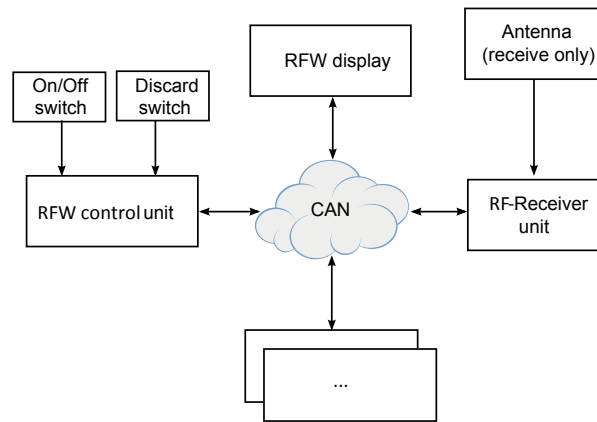 On/Off
switch
Discard
switch
RFW display
Antenna
(receive only)
RFW control unit
CAN
RF-Receiver
unit
...